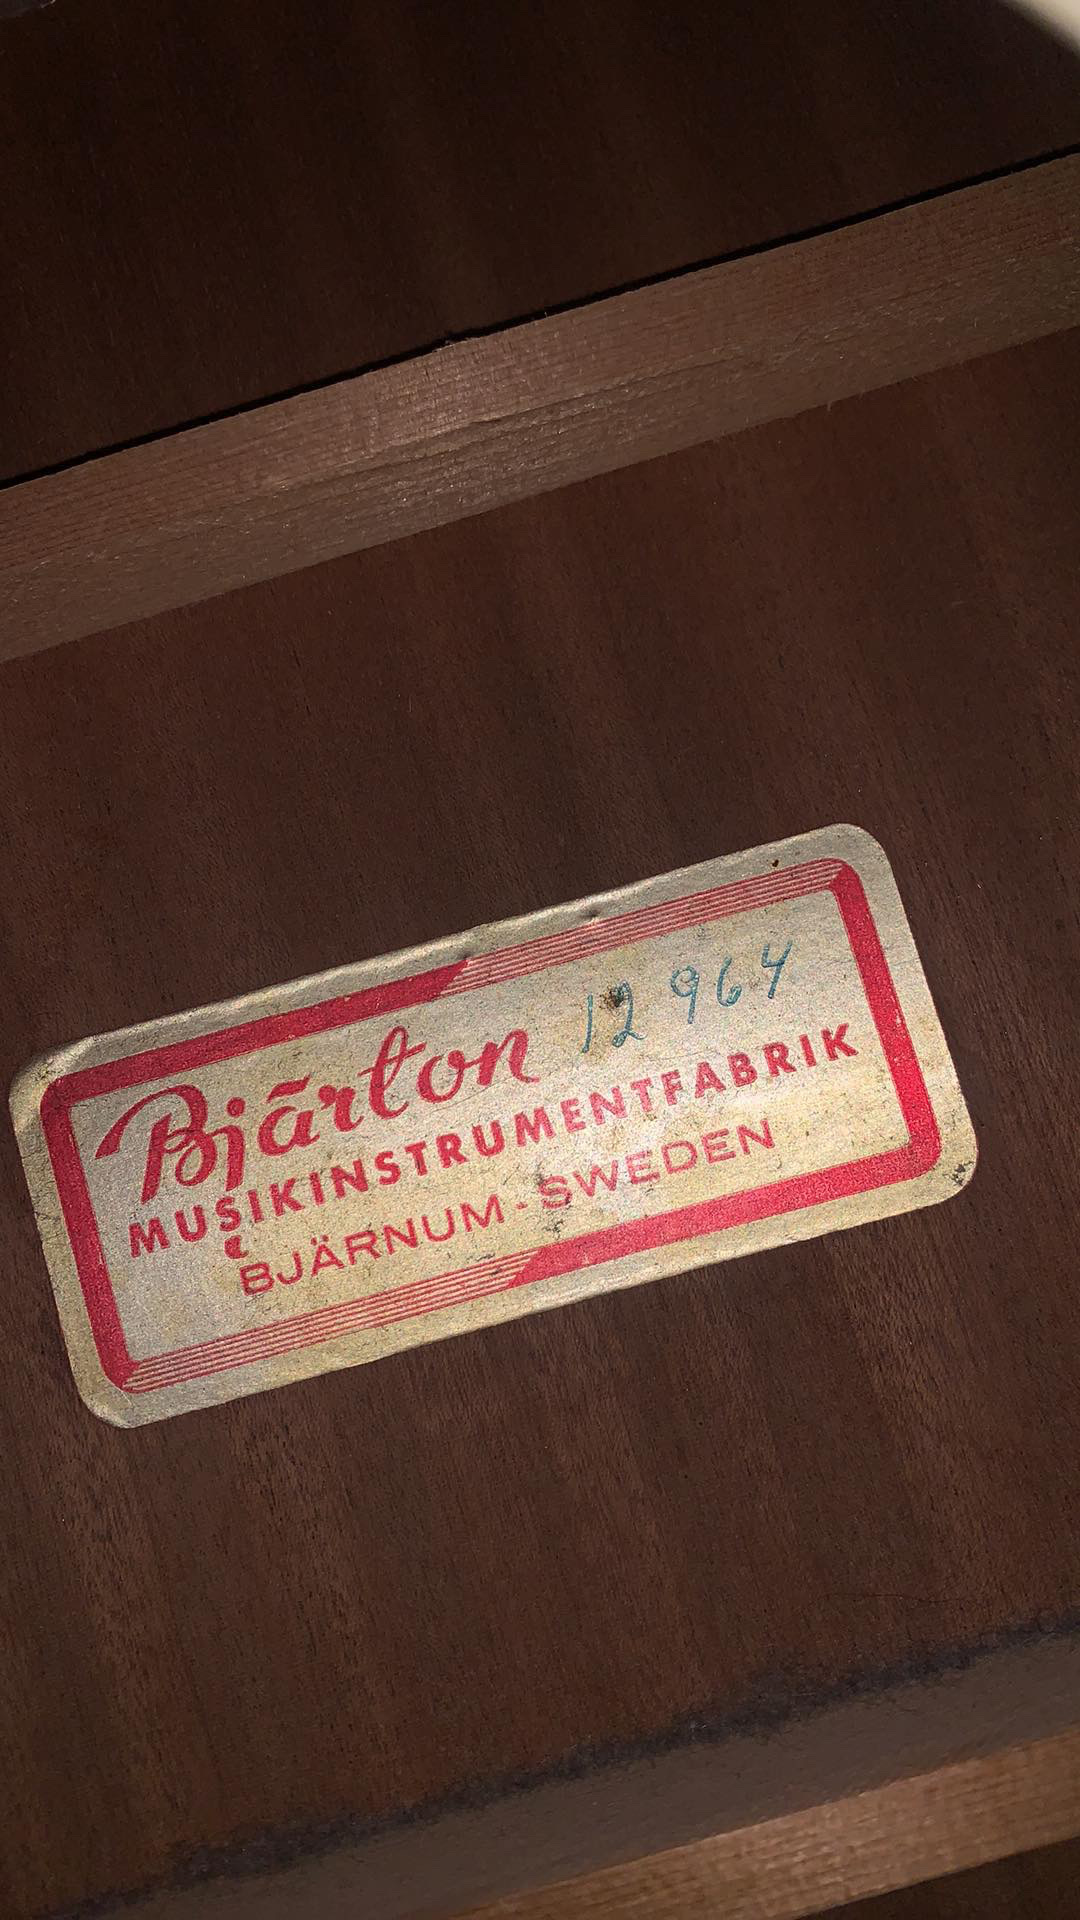 Bjärton 12964
MUSIKINSTRUMENTFABRIK
BJÄRNUM - SWEDEN